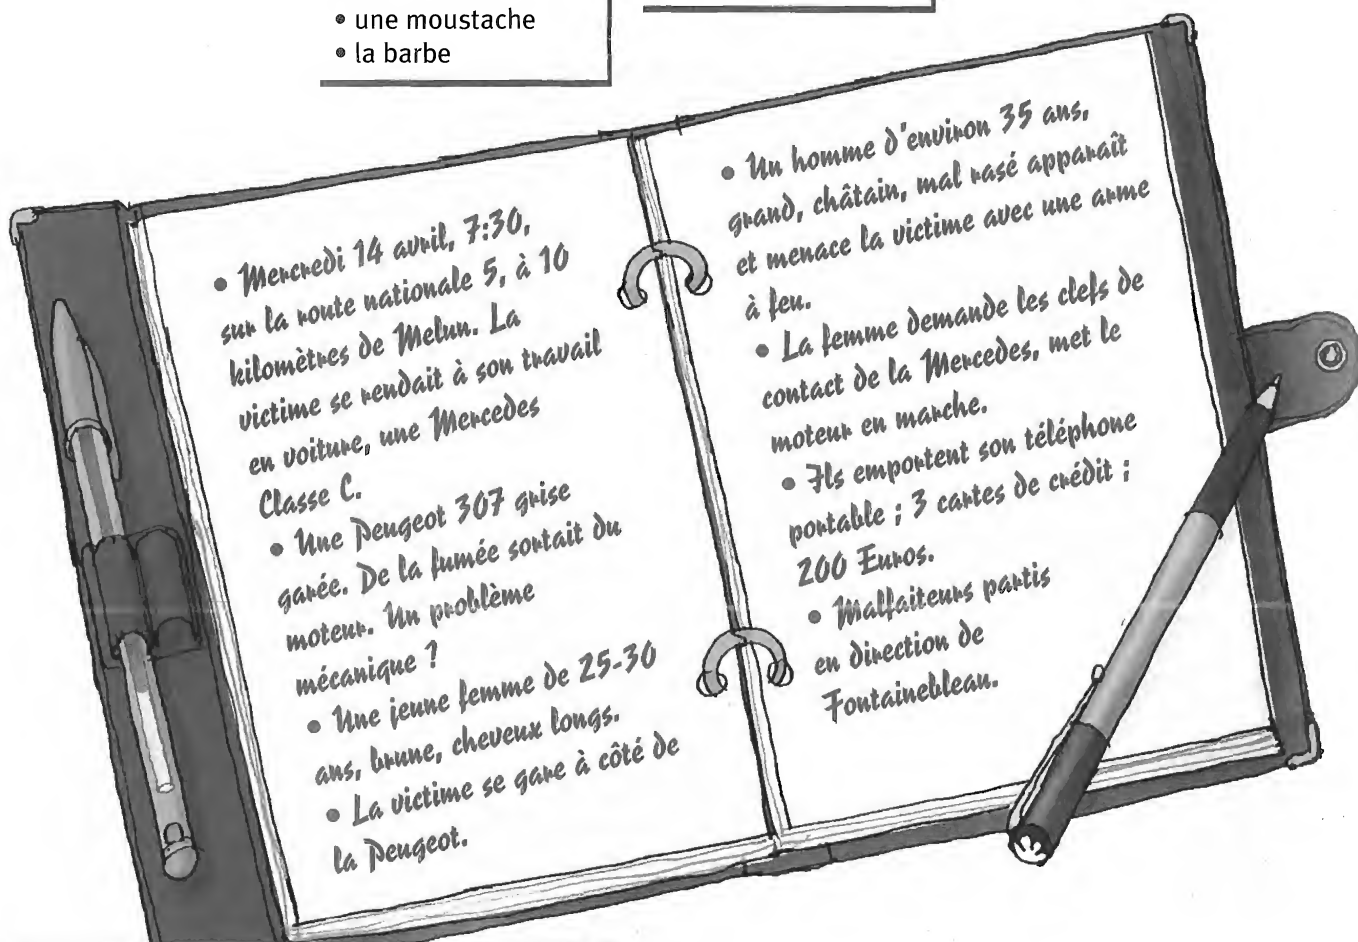 • une moustache
• la barbe
• Mercredi 14 avril, 7:30,
sur la route nationale 5, à 10
kilomètres de Melun. La
victime se rendait à son travail
en voiture, une Mercedes
Classe C.
• Une Peugeot 307 grise
garée. De la fumée sortait du
moteur. Un problème
mécanique ?
• Une jeune femme de 25-30
ans, brune, cheveux longs.
• La victime se gare à côté de
la Peugeot.
• Un homme d'environ 35 ans,
grand, châtain, mal rasé apparaît
et menace la victime avec une arme
à feu.
• La femme demande les clefs de
contact de la Mercedes, met le
moteur en marche.
• Ils emportent son téléphone
portable ; 3 cartes de crédit ;
200 Euros.
• Malfaiteurs partis
en direction de
Fontainebleau.